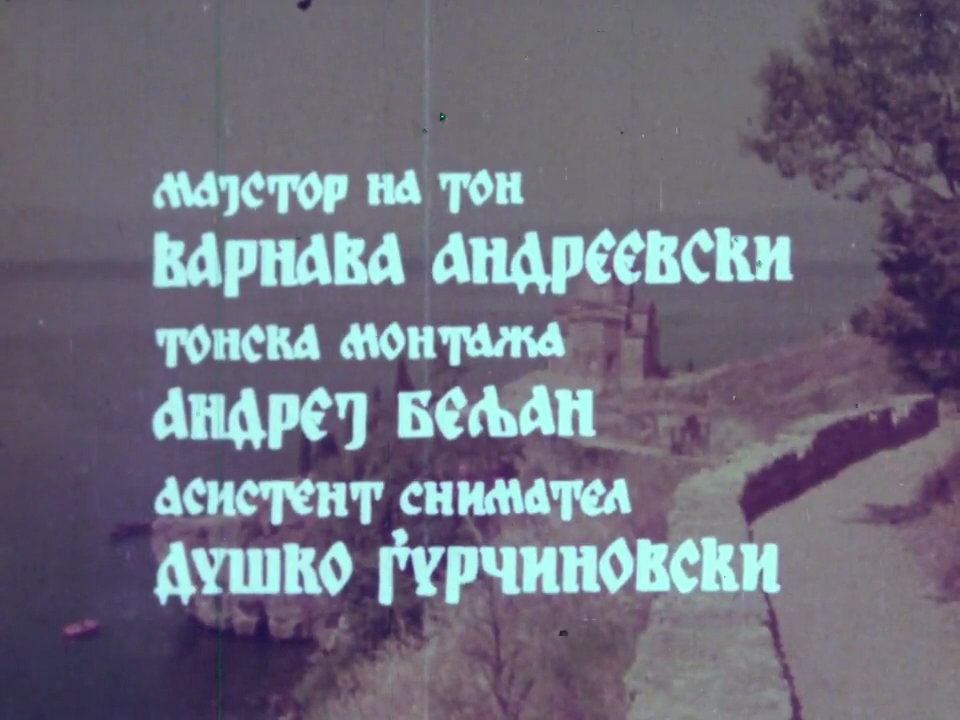 мајстор на тон
ВАРНАВА АНДРЕЕВСКИ
тонска монтажа
АНДРЕЈ БЕЉАН
асистент снимател
ДУШКО ЃУРЧИНОВСКИ